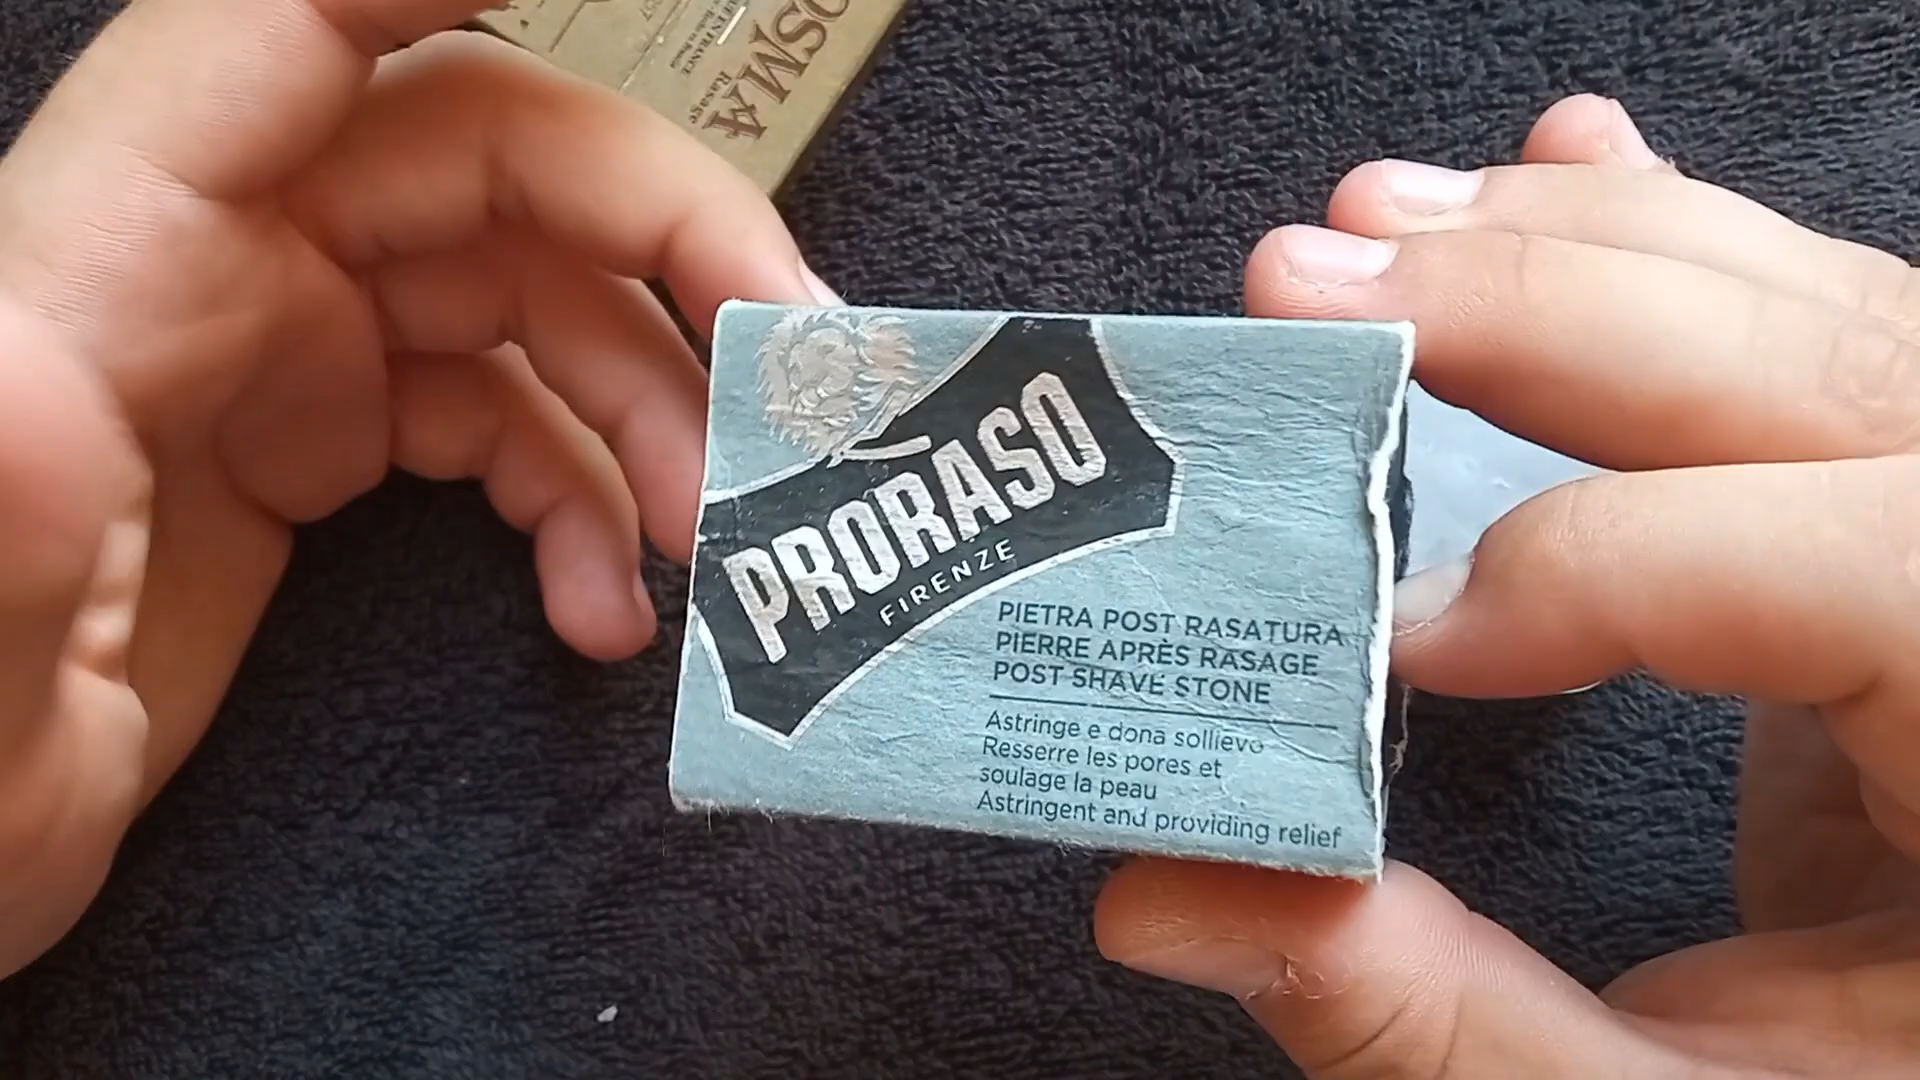 OSMA
Rasage
PRORASO
FIRENZE
PIETRA POST RASATURA
PIERRE APRÈS RASAGE
POST SHAVE STONE
Astringe e dona sollievo
Resserre les pores et
soulage la peau
Astringent and providing relief